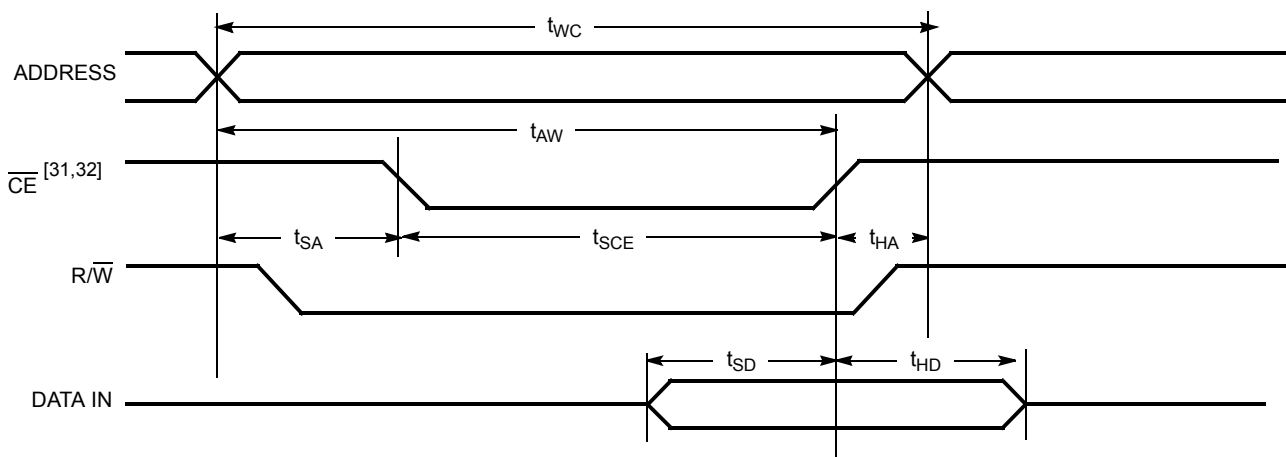 tWC
ADDRESS
tAW
CE [31,32]
tSA tSCE tHA
R/W
tSD tHD
DATA IN